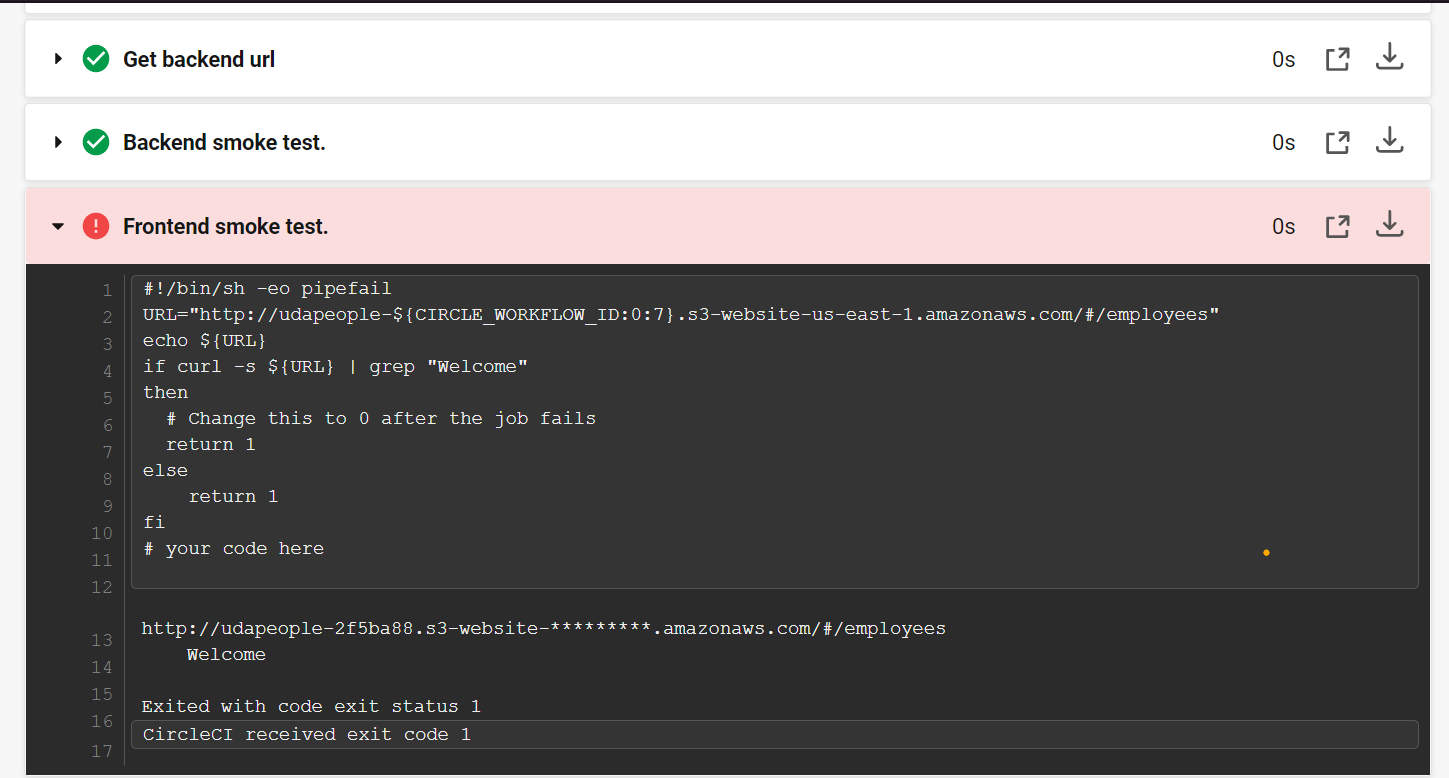 Get backend url
0s
Backend smoke test.
0s
Frontend smoke test.
0s
1
2
3
4
5
6
7
8
9
10
11
12
13
14
15
16
17
#!/bin/sh -eo pipefail
URL="http://udapeople-${CIRCLE_WORKFLOW_ID:0:7}.s3-website-us-east-1.amazonaws.com/#/employees"
echo ${URL}
if curl -s ${URL} | grep "Welcome"
then
  # Change this to 0 after the job fails
  return 1
else
    return 1
fi
# your code here
http://udapeople-2f5ba88.s3-website-*********.amazonaws.com/#/employees
    Welcome
Exited with code exit status 1
CircleCI received exit code 1